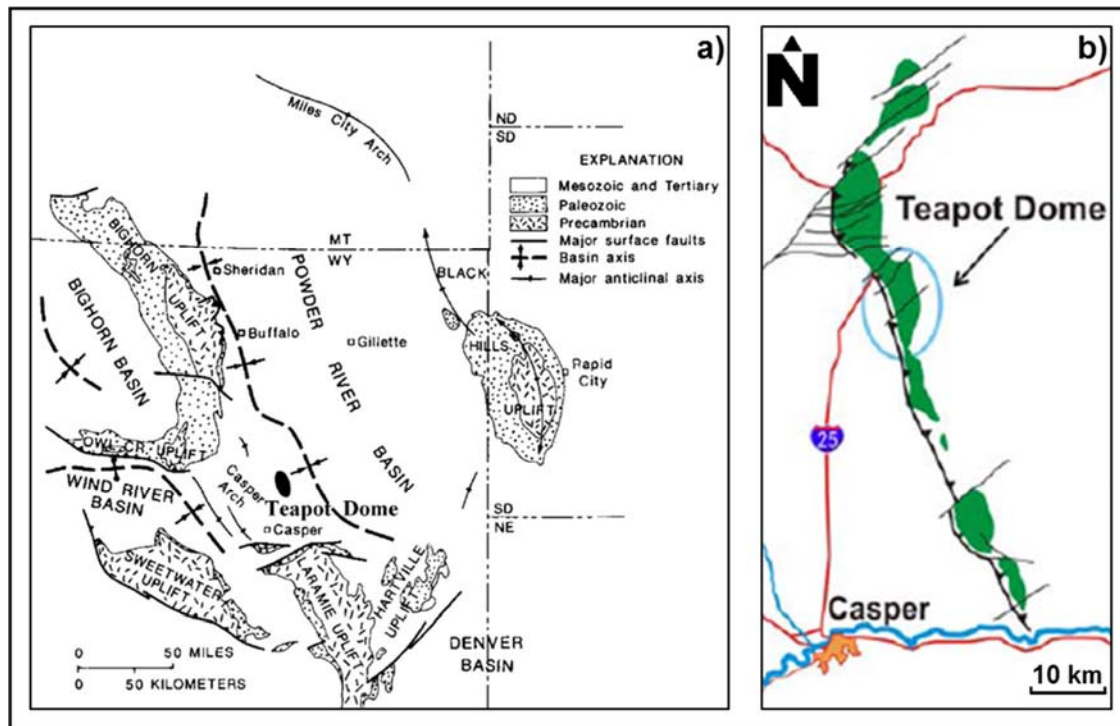 a)
Miles City Arch
ND
SD
EXPLANATION
Mesozoic and Tertiary
Paleozoic
Precambrian
Major surface faults
Basin axis
Major anticlinal axis
BIGHORN
UPLIFT
MT
WY
Sheridan
POWDER
RIVER
BASIN
BLACK
HILLS
UPLIFT
Rapid
City
BIGHORN BASIN
Buffalo
Gillette
OWL CR. UPLIFT
WIND RIVER
BASIN
Casper
Arch
Teapot Dome
Casper
SD
NE
SWEETWATER
UPLIFT
LARAMIE UPLIFT
HARTVILLE
UPLIFT
DENVER
BASIN
0 50 MILES
0 50 KILOMETERS
b)
N
Teapot Dome
25
Casper
10 km